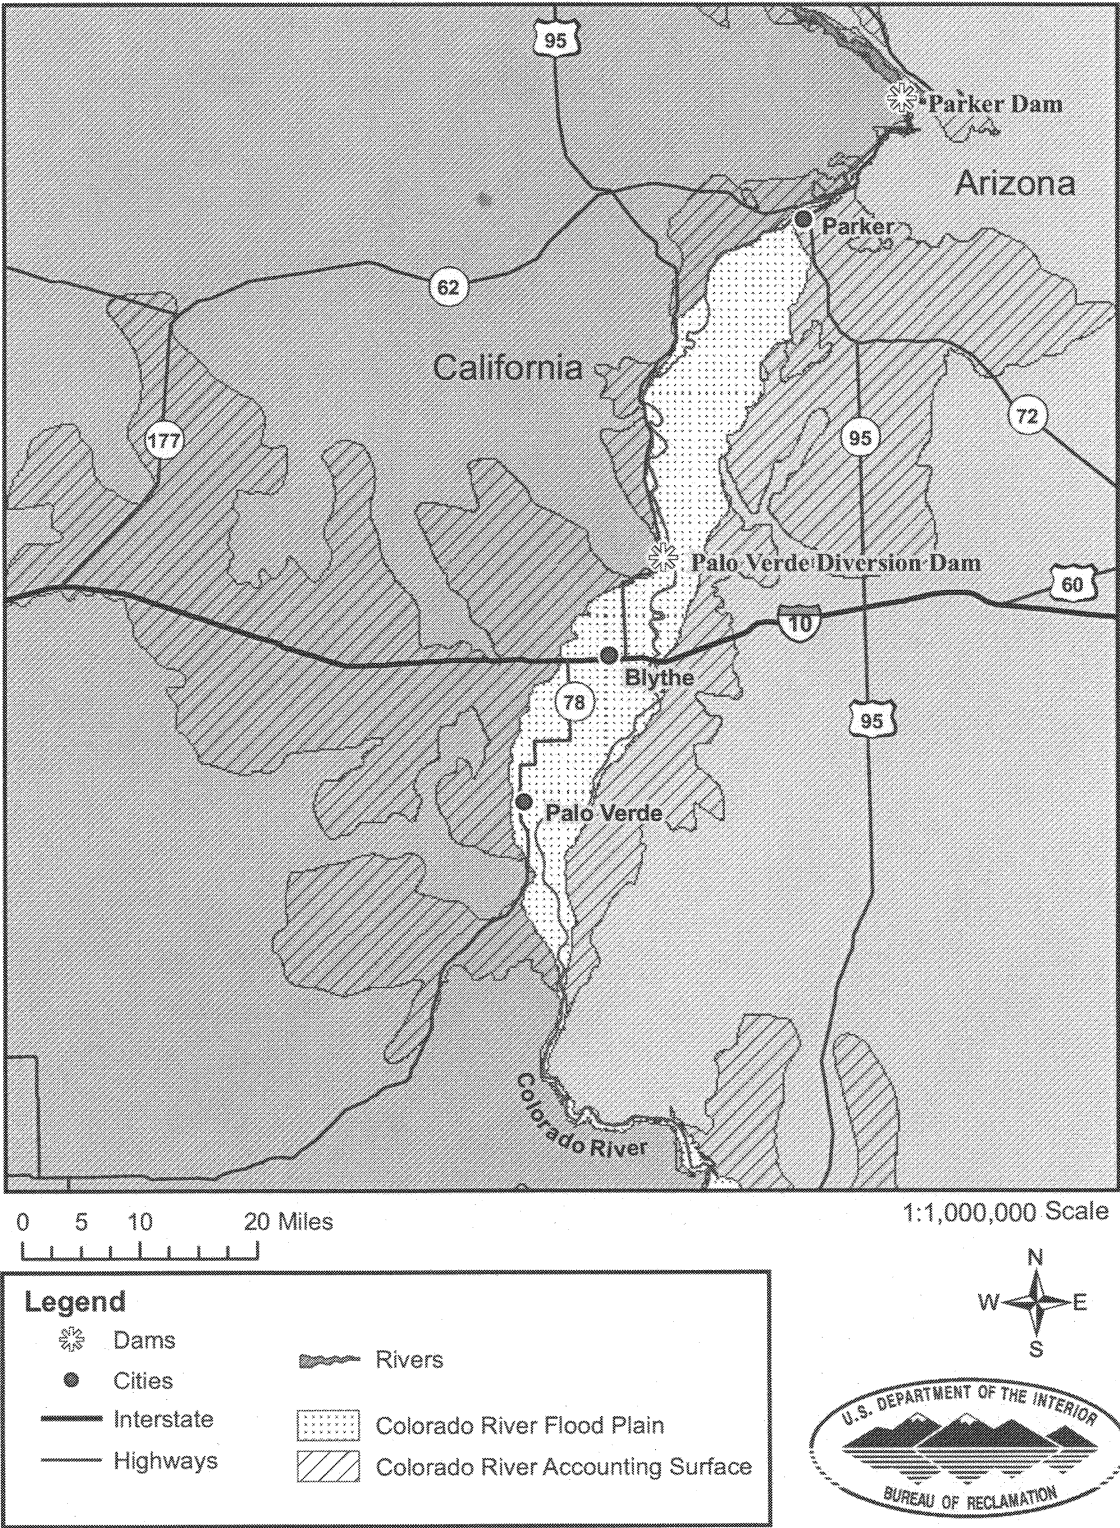 95
Parker Dam
Arizona
Parker
62
California
72
177
95
Palo Verde Diversion Dam
60
10
Blythe
78
95
Palo Verde
Colorado River
0 5 10 20 Miles
1:1,000,000 Scale
Legend
Dams
Cities
Interstate
Highways
Rivers
Colorado River Flood Plain
Colorado River Accounting Surface
N
W E
S
U.S. DEPARTMENT OF THE INTERIOR
BUREAU OF RECLAMATION